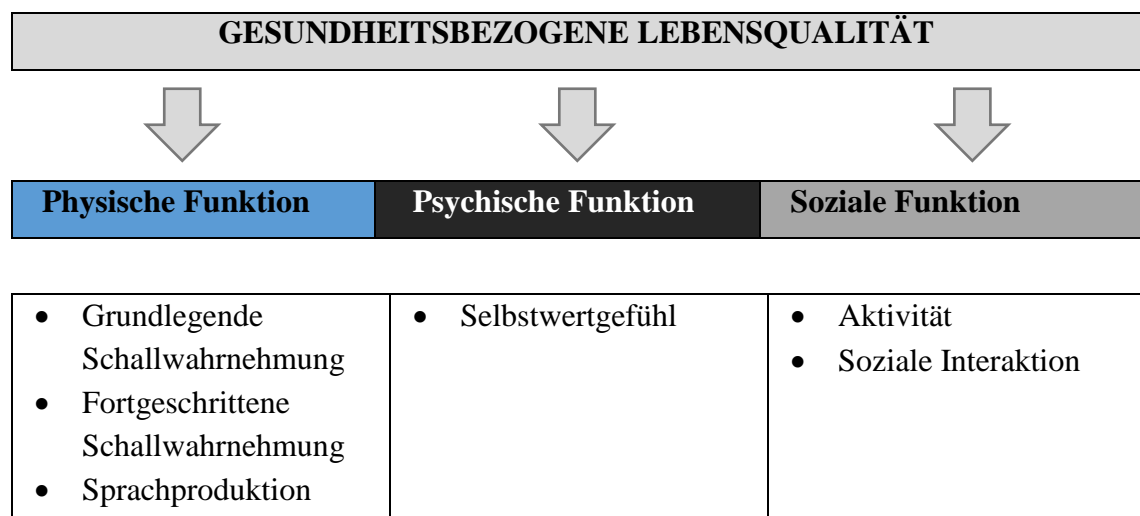 GESUNDHEITSBEZOGENE LEBENSQUALITÄT
Physische Funktion
Psychische Funktion
Soziale Funktion
• Grundlegende
Schallwahrnehmung
• Fortgeschrittene
Schallwahrnehmung
• Sprachproduktion
• Selbstwertgefühl
• Aktivität
• Soziale Interaktion